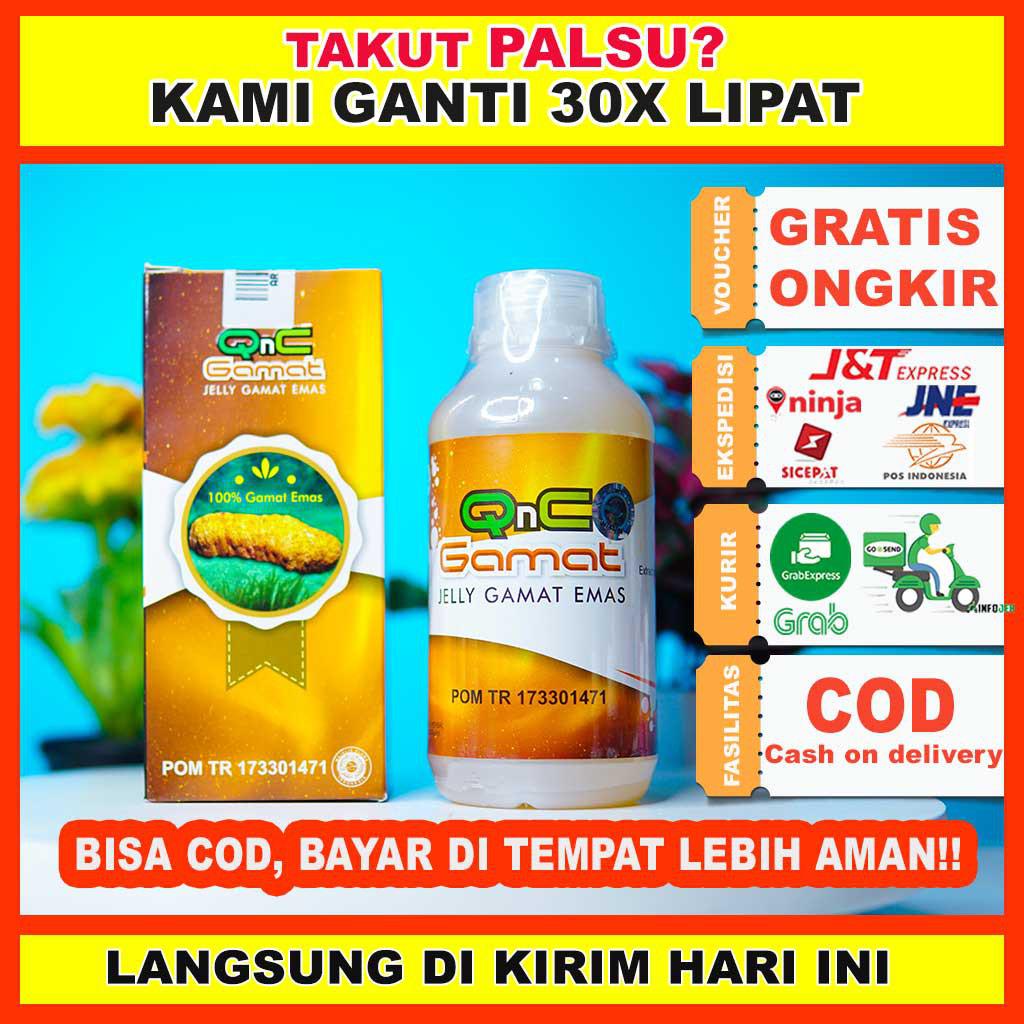 TAKUT PALSU?
KAMI GANTI 30X LIPAT
VOUCHER
GRATIS
ONGKIR
EKSPEDISI
J&T EXPRESS
ninja
JNE
EXPRESS
SICEPAT
POS INDONESIA
KURIR
GrabExpress
Grab
GO SEND
INFOJEK
FASILITAS
COD
Cash on delivery
AR
QnC
Gamat
JELLY GAMAT EMAS
100% Gamat Emas
POM TR 173301471
QnC
Gamat
JELLY GAMAT EMAS
POM TR 173301471
BISA COD, BAYAR DI TEMPAT LEBIH AMAN!!
LANGSUNG DI KIRIM HARI INI